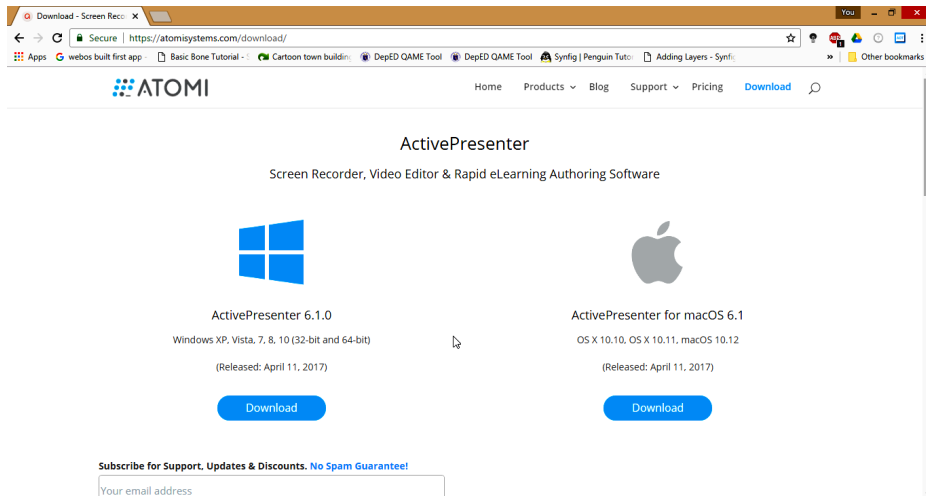 Download - Screen Reco
You
Secure | https://atomisystems.com/download/
ABP
1
Apps
webos built first app -
Basic Bone Tutorial - S
Cartoon town building
DepED QAME Tool
DepED QAME Tool
Synfig | Penguin Tutor
Adding Layers - Synfig
»
Other bookmarks
ATOMI
Home
Products
Blog
Support
Pricing
Download
ActivePresenter
Screen Recorder, Video Editor & Rapid eLearning Authoring Software
ActivePresenter 6.1.0
Windows XP, Vista, 7, 8, 10 (32-bit and 64-bit)
(Released: April 11, 2017)
Download
ActivePresenter for macOS 6.1
OS X 10.10, OS X 10.11, macOS 10.12
(Released: April 11, 2017)
Download
Subscribe for Support, Updates & Discounts. No Spam Guarantee!
Your email address